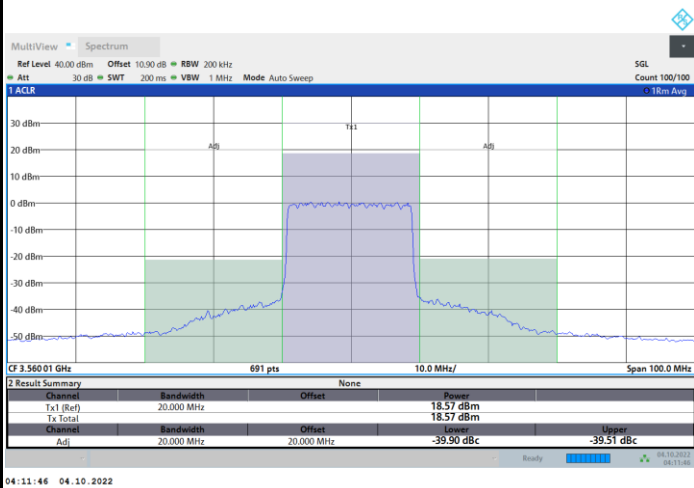 MultiView Spectrum
Ref Level 40.00 dBm Offset 10.90 dB RBW 200 kHz SGL
Att 30 dB SWT 200 ms VBW 1 MHz Mode Auto Sweep Count 100/100
1 ACLR 1Rm Avg
30 dBm
Tx1
Adj Adj
20 dBm
10 dBm
0 dBm
-10 dBm
-20 dBm
-30 dBm
-40 dBm
-50 dBm
CF 3.56001 GHz 691 pts 10.0 MHz/ Span 100.0 MHz
2 Result Summary None
Channel Bandwidth Offset Power
Tx1 (Ref) 20.000 MHz 18.57 dBm
Tx Total 18.57 dBm
Channel Bandwidth Offset Lower Upper
Adj 20.000 MHz 20.000 MHz -39.90 dBc -39.51 dBc
Ready 04.10.2022
04:11:46
04:11:46 04.10.2022